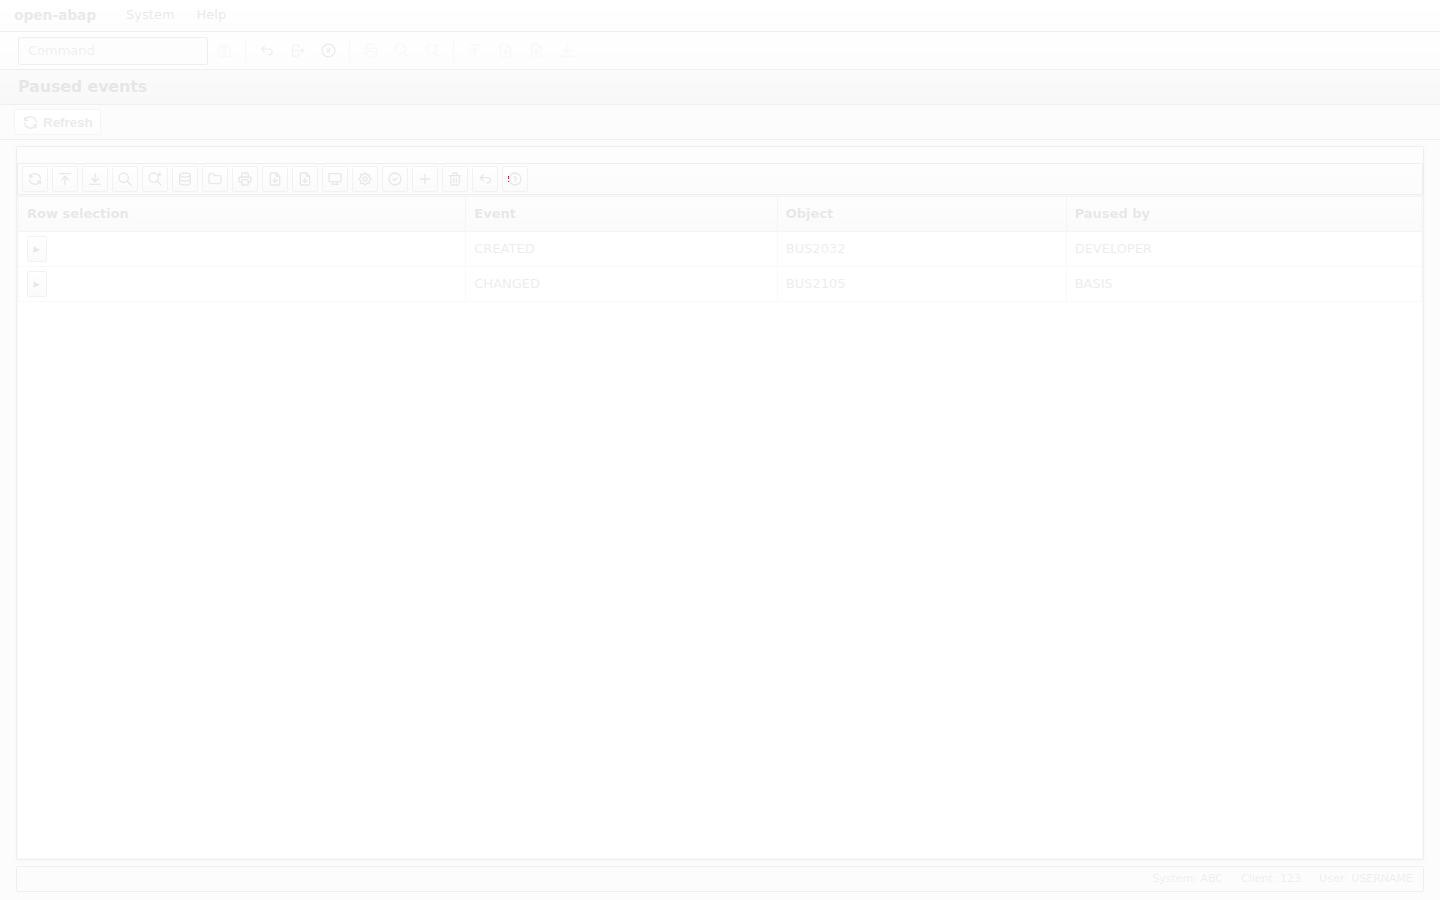 open-abap System Help
Command
Paused events
Refresh
Row selection Event Object Paused by
CREATED BUS2032 DEVELOPER
CHANGED BUS2105 BASIS
System: ABC Client: 123 User: USERNAME